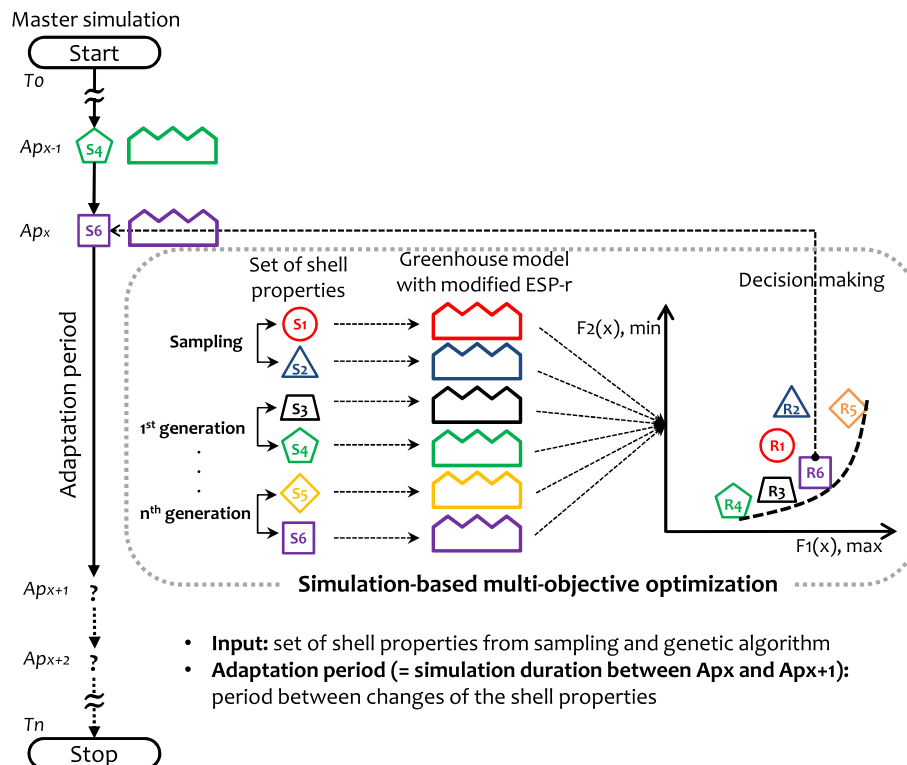 Master simulation
Start
T0
Apx-1
S4
Apx
S6
Adaptation period
Set of shell
properties
Greenhouse model
with modified ESP-r
Decision making
Sampling
S1
S2
1st generation
S3
S4
.
.
.
nth generation
S5
S6
F2(x), min
R2
R5
R1
R6
R3
R4
F1(x), max
Simulation-based multi-objective optimization
Apx+1
?
Apx+2
?
Tn
Stop
• Input: set of shell properties from sampling and genetic algorithm
• Adaptation period (= simulation duration between Apx and Apx+1):
period between changes of the shell properties